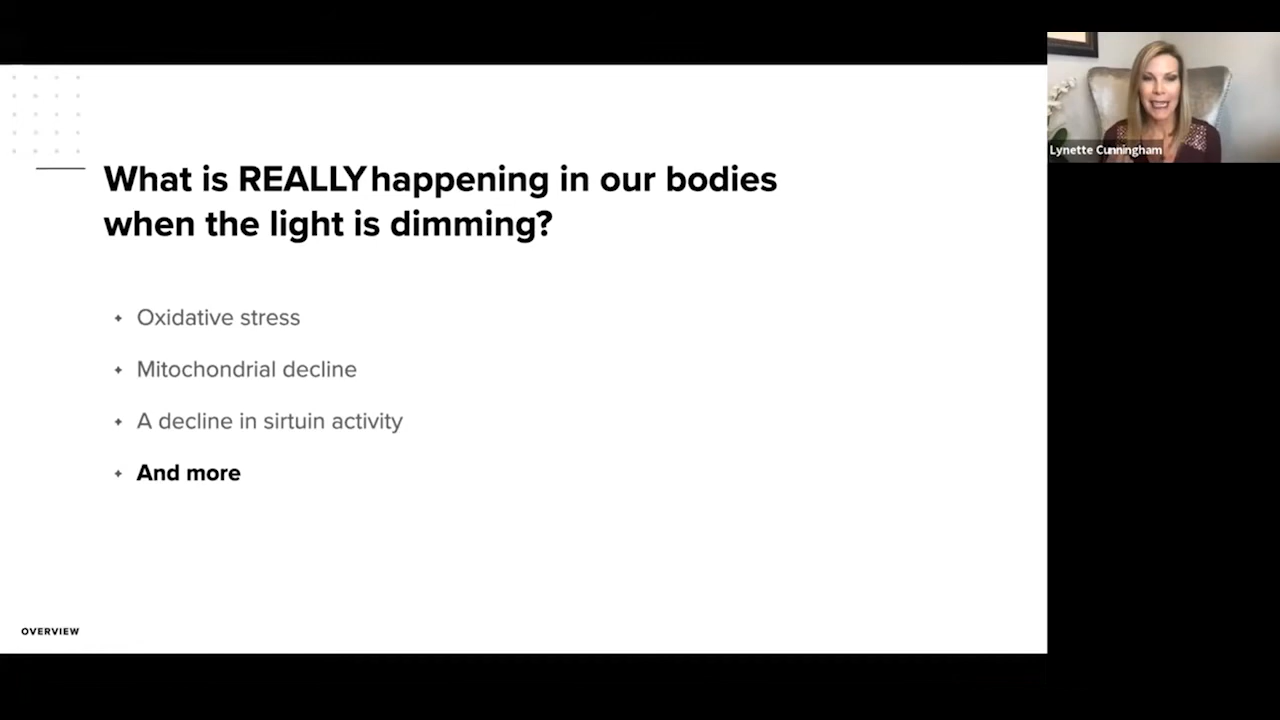 What is REALLY happening in our bodies
when the light is dimming?
Oxidative stress
Mitochondrial decline
A decline in sirtuin activity
And more
OVERVIEW
Lynette Cunningham